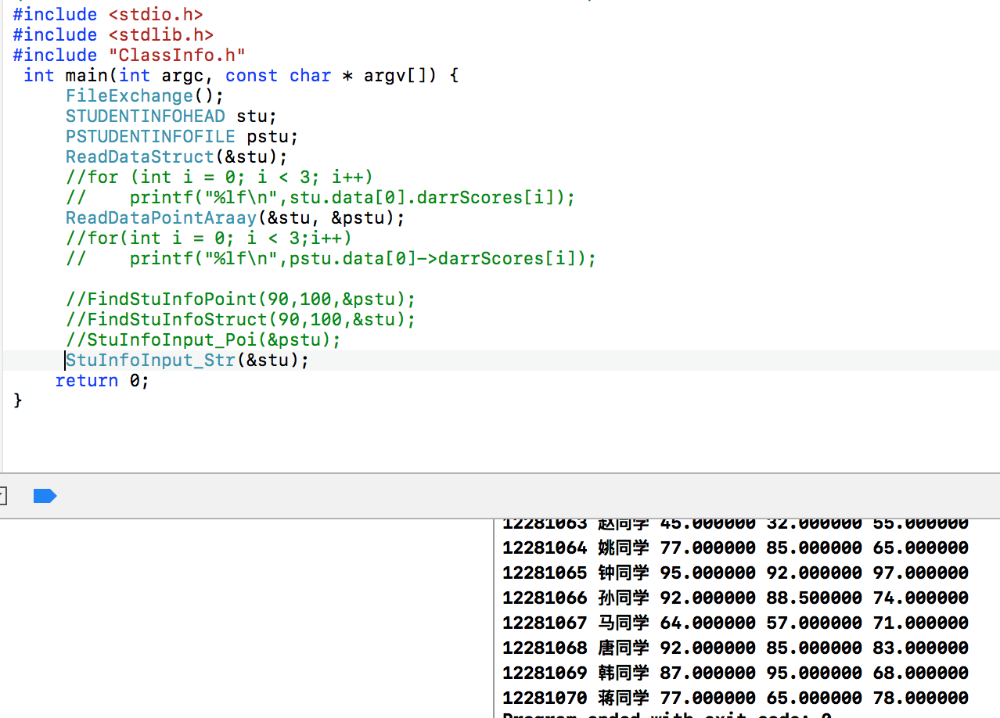 #include <stdio.h>
#include <stdlib.h>
#include "ClassInfo.h"
int main(int argc, const char * argv[]) {
FileExchange();
STUDENTINFOHEAD stu;
PSTUDENTINFOFILE pstu;
ReadDataStruct(&stu);
//for (int i = 0; i < 3; i++)
//    printf("%lf\n",stu.data[0].darrScores[i]);
ReadDataPointAraay(&stu, &pstu);
//for(int i = 0; i < 3;i++)
//    printf("%lf\n",pstu.data[0]->darrScores[i]);
//FindStuInfoPoint(90,100,&pstu);
//FindStuInfoStruct(90,100,&stu);
//StuInfoInput_Poi(&pstu);
StuInfoInput_Str(&stu);
return 0;
}
12281063 赵同学 45.000000 32.000000 55.000000
12281064 姚同学 77.000000 85.000000 65.000000
12281065 钟同学 95.000000 92.000000 97.000000
12281066 孙同学 92.000000 88.500000 74.000000
12281067 马同学 64.000000 57.000000 71.000000
12281068 唐同学 92.000000 85.000000 83.000000
12281069 韩同学 87.000000 95.000000 68.000000
12281070 蒋同学 77.000000 65.000000 78.000000
Program ended with exit code: 0